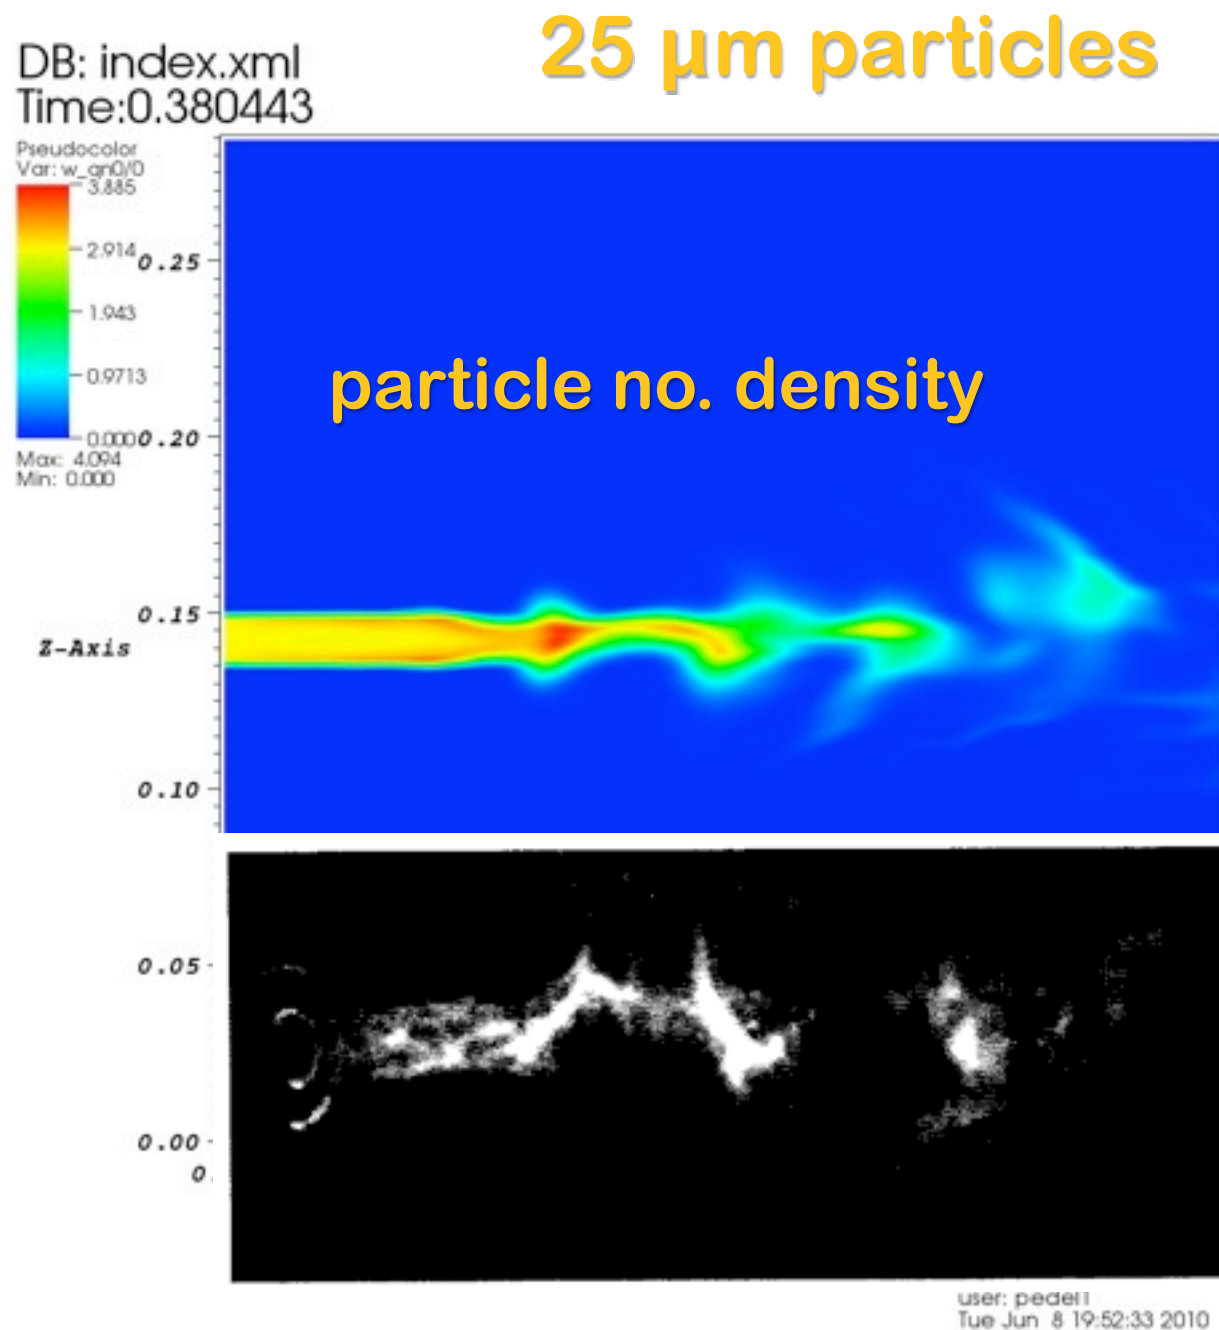 25 µm particles
DB: index.xml
Time:0.380443
Pseudocolor
Var: w_qn0/0
3.885
2.914
1.943
0.9713
0.000
Max: 4.094
Min: 0.000
particle no. density
0.25
0.20
0.15
Z-Axis
0.10
0.05
0.00
0.
user: pedel1
Tue Jun 8 19:52:33 2010